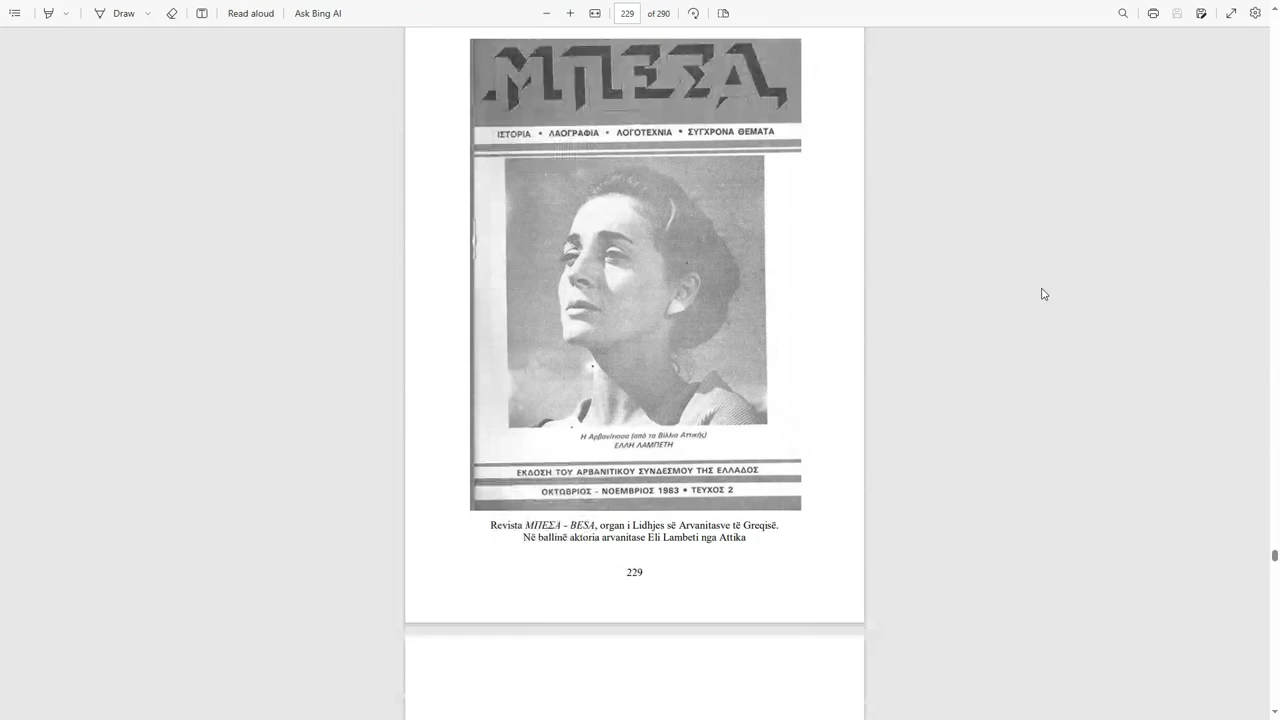 Draw
Read aloud
Ask Bing AI
229 of 290
ΜΠΕΣΑ
ΙΣΤΟΡΙΑ • ΛΑΟΓΡΑΦΙΑ • ΛΟΓΟΤΕΧΝΙΑ • ΣΥΓΧΡΟΝΑ ΘΕΜΑΤΑ
Η Αρβανίτισσα (από τα Βίλλια Αττικής)
ΕΛΛΗ ΛΑΜΠΕΤΗ
ΕΚΔΟΣΗ ΤΟΥ ΑΡΒΑΝΙΤΙΚΟΥ ΣΥΝΔΕΣΜΟΥ ΤΗΣ ΕΛΛΑΔΟΣ
ΟΚΤΩΒΡΙΟΣ - ΝΟΕΜΒΡΙΟΣ 1983 • ΤΕΥΧΟΣ 2
Revista ΜΠΕΣΑ - BESA, organ i Lidhjes së Arvanitasve të Greqisë.
Në ballinë aktoria arvanitase Eli Lambeti nga Attika
229